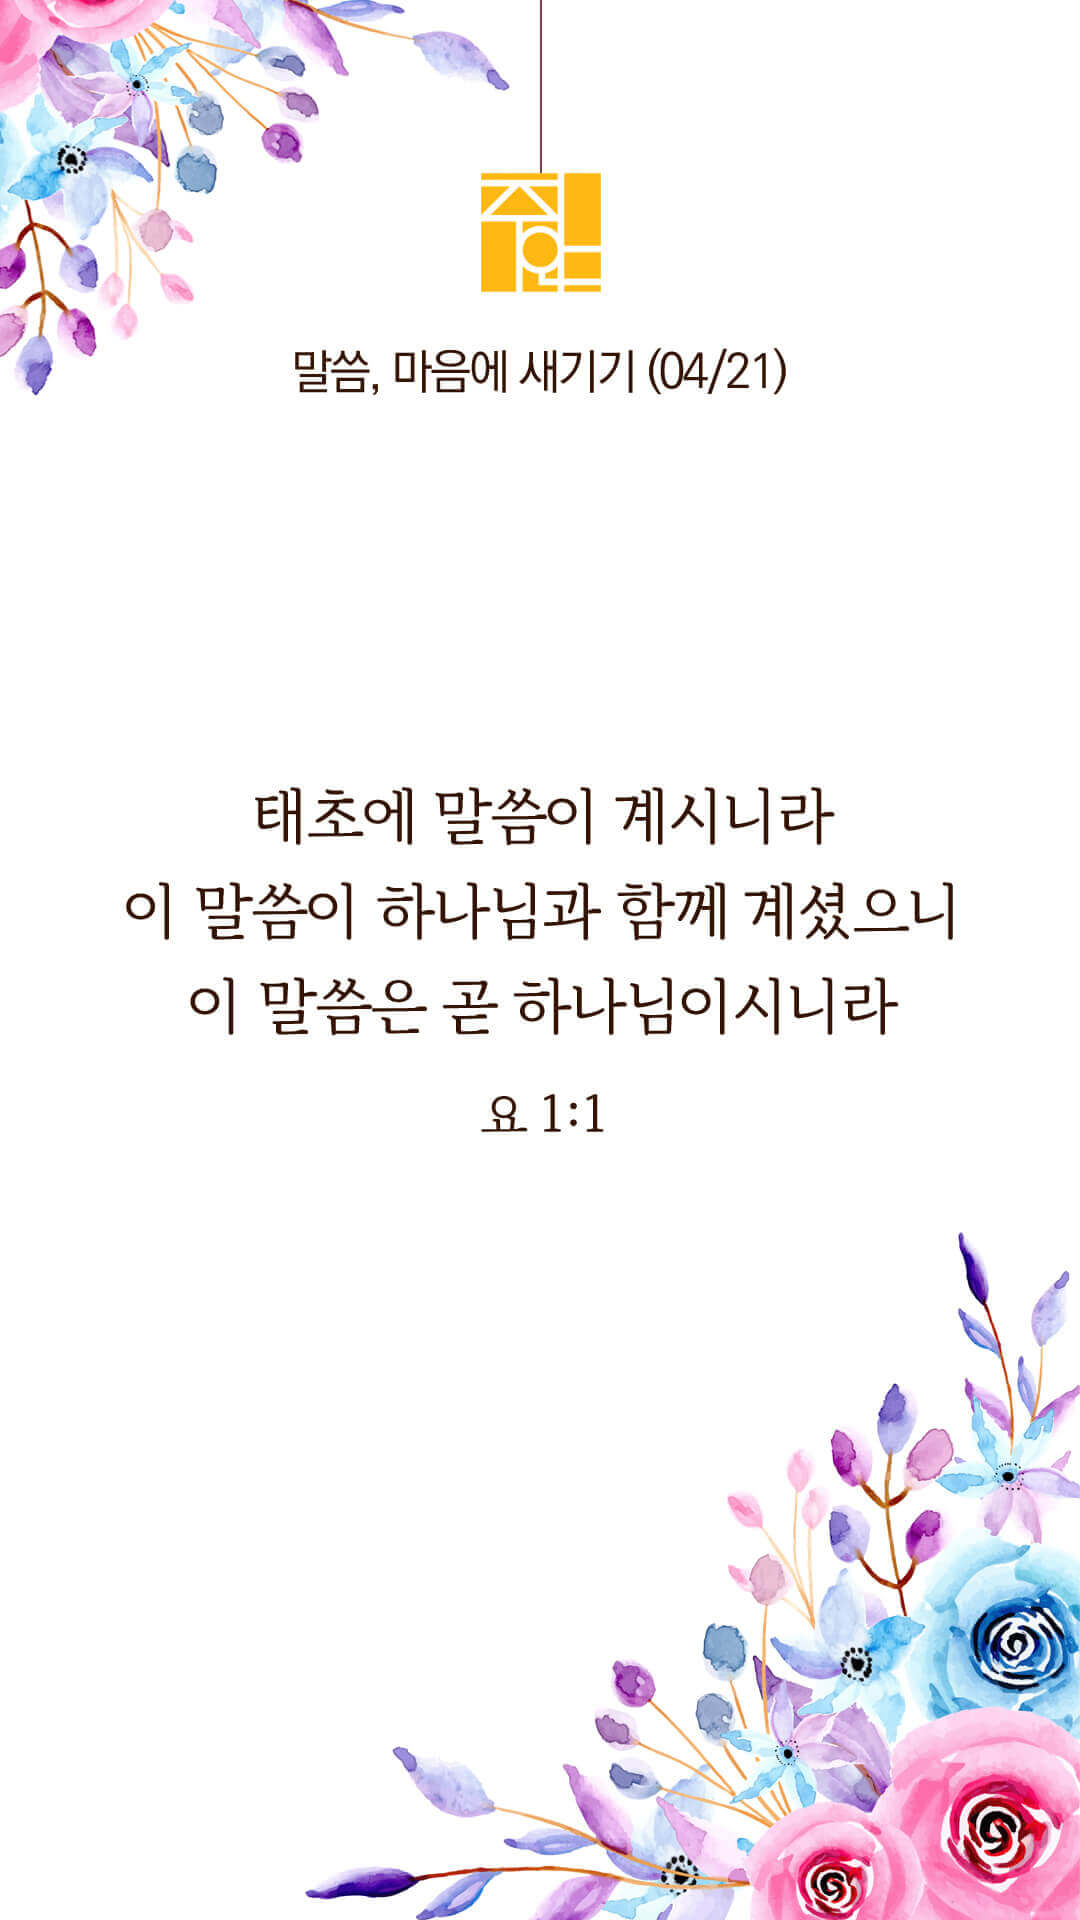 주인
말씀, 마음에 새기기 (04/21)
태초에 말씀이 계시니라
이 말씀이 하나님과 함께 계셨으니
이 말씀은 곧 하나님이시니라
요 1:1